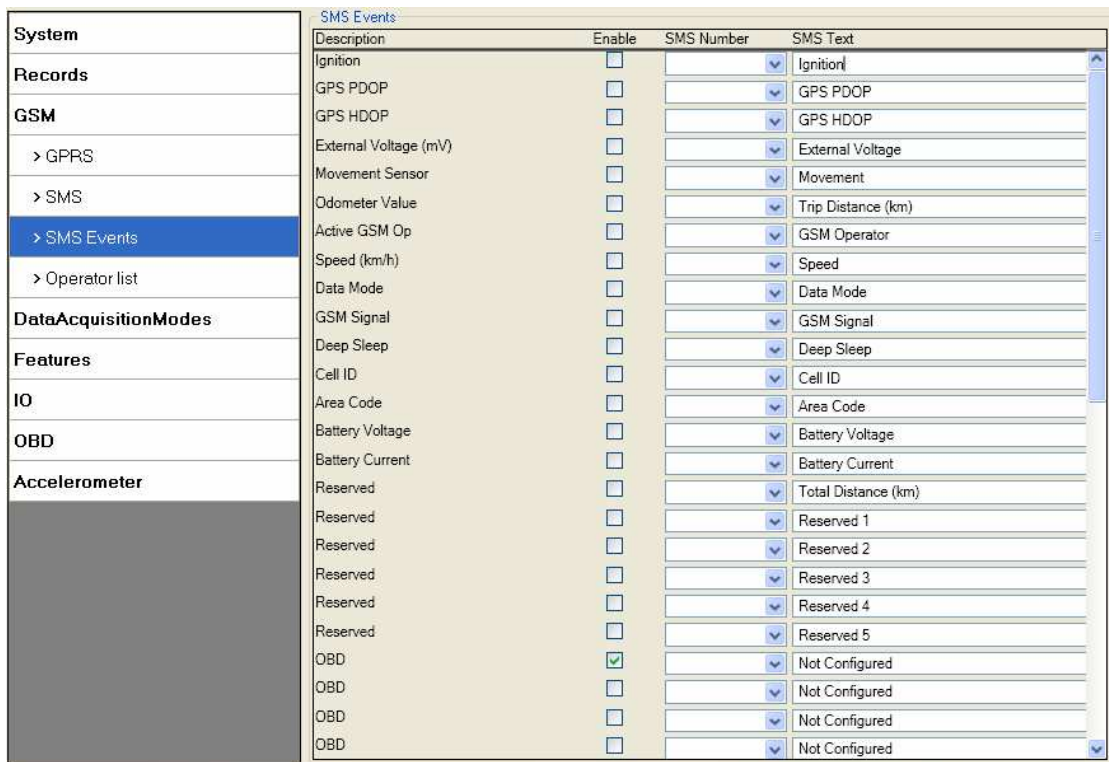 System
Records
GSM
> GPRS
> SMS
> SMS Events
> Operator list
DataAcquisitionModes
Features
IO
OBD
Accelerometer
SMS Events
Description Enable SMS Number SMS Text
Ignition Ignition
GPS PDOP GPS PDOP
GPS HDOP GPS HDOP
External Voltage (mV) External Voltage
Movement Sensor Movement
Odometer Value Trip Distance (km)
Active GSM Op GSM Operator
Speed (km/h) Speed
Data Mode Data Mode
GSM Signal GSM Signal
Deep Sleep Deep Sleep
Cell ID Cell ID
Area Code Area Code
Battery Voltage Battery Voltage
Battery Current Battery Current
Reserved Total Distance (km)
Reserved Reserved 1
Reserved Reserved 2
Reserved Reserved 3
Reserved Reserved 4
Reserved Reserved 5
OBD Not Configured
OBD Not Configured
OBD Not Configured
OBD Not Configured